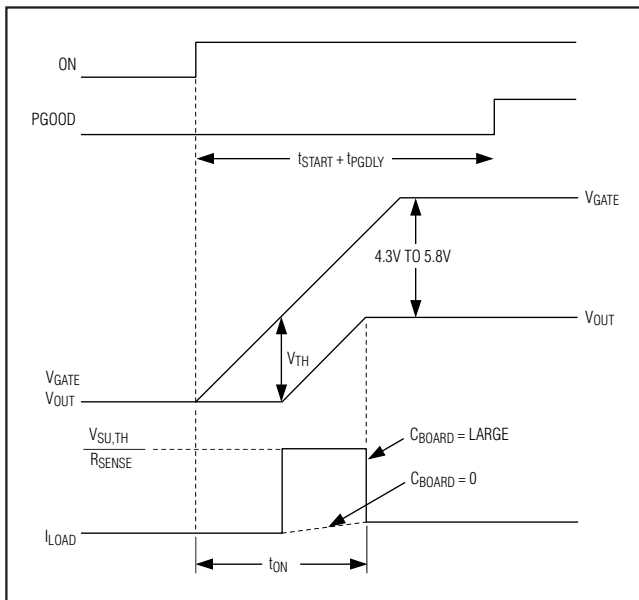 ON
PGOOD
tSTART + tPGDLY
VGATE
4.3V TO 5.8V
VOUT
VTH
VGATE
VOUT
VSU,TH
RSENSE
CBOARD = LARGE
CBOARD = 0
ILOAD
tON